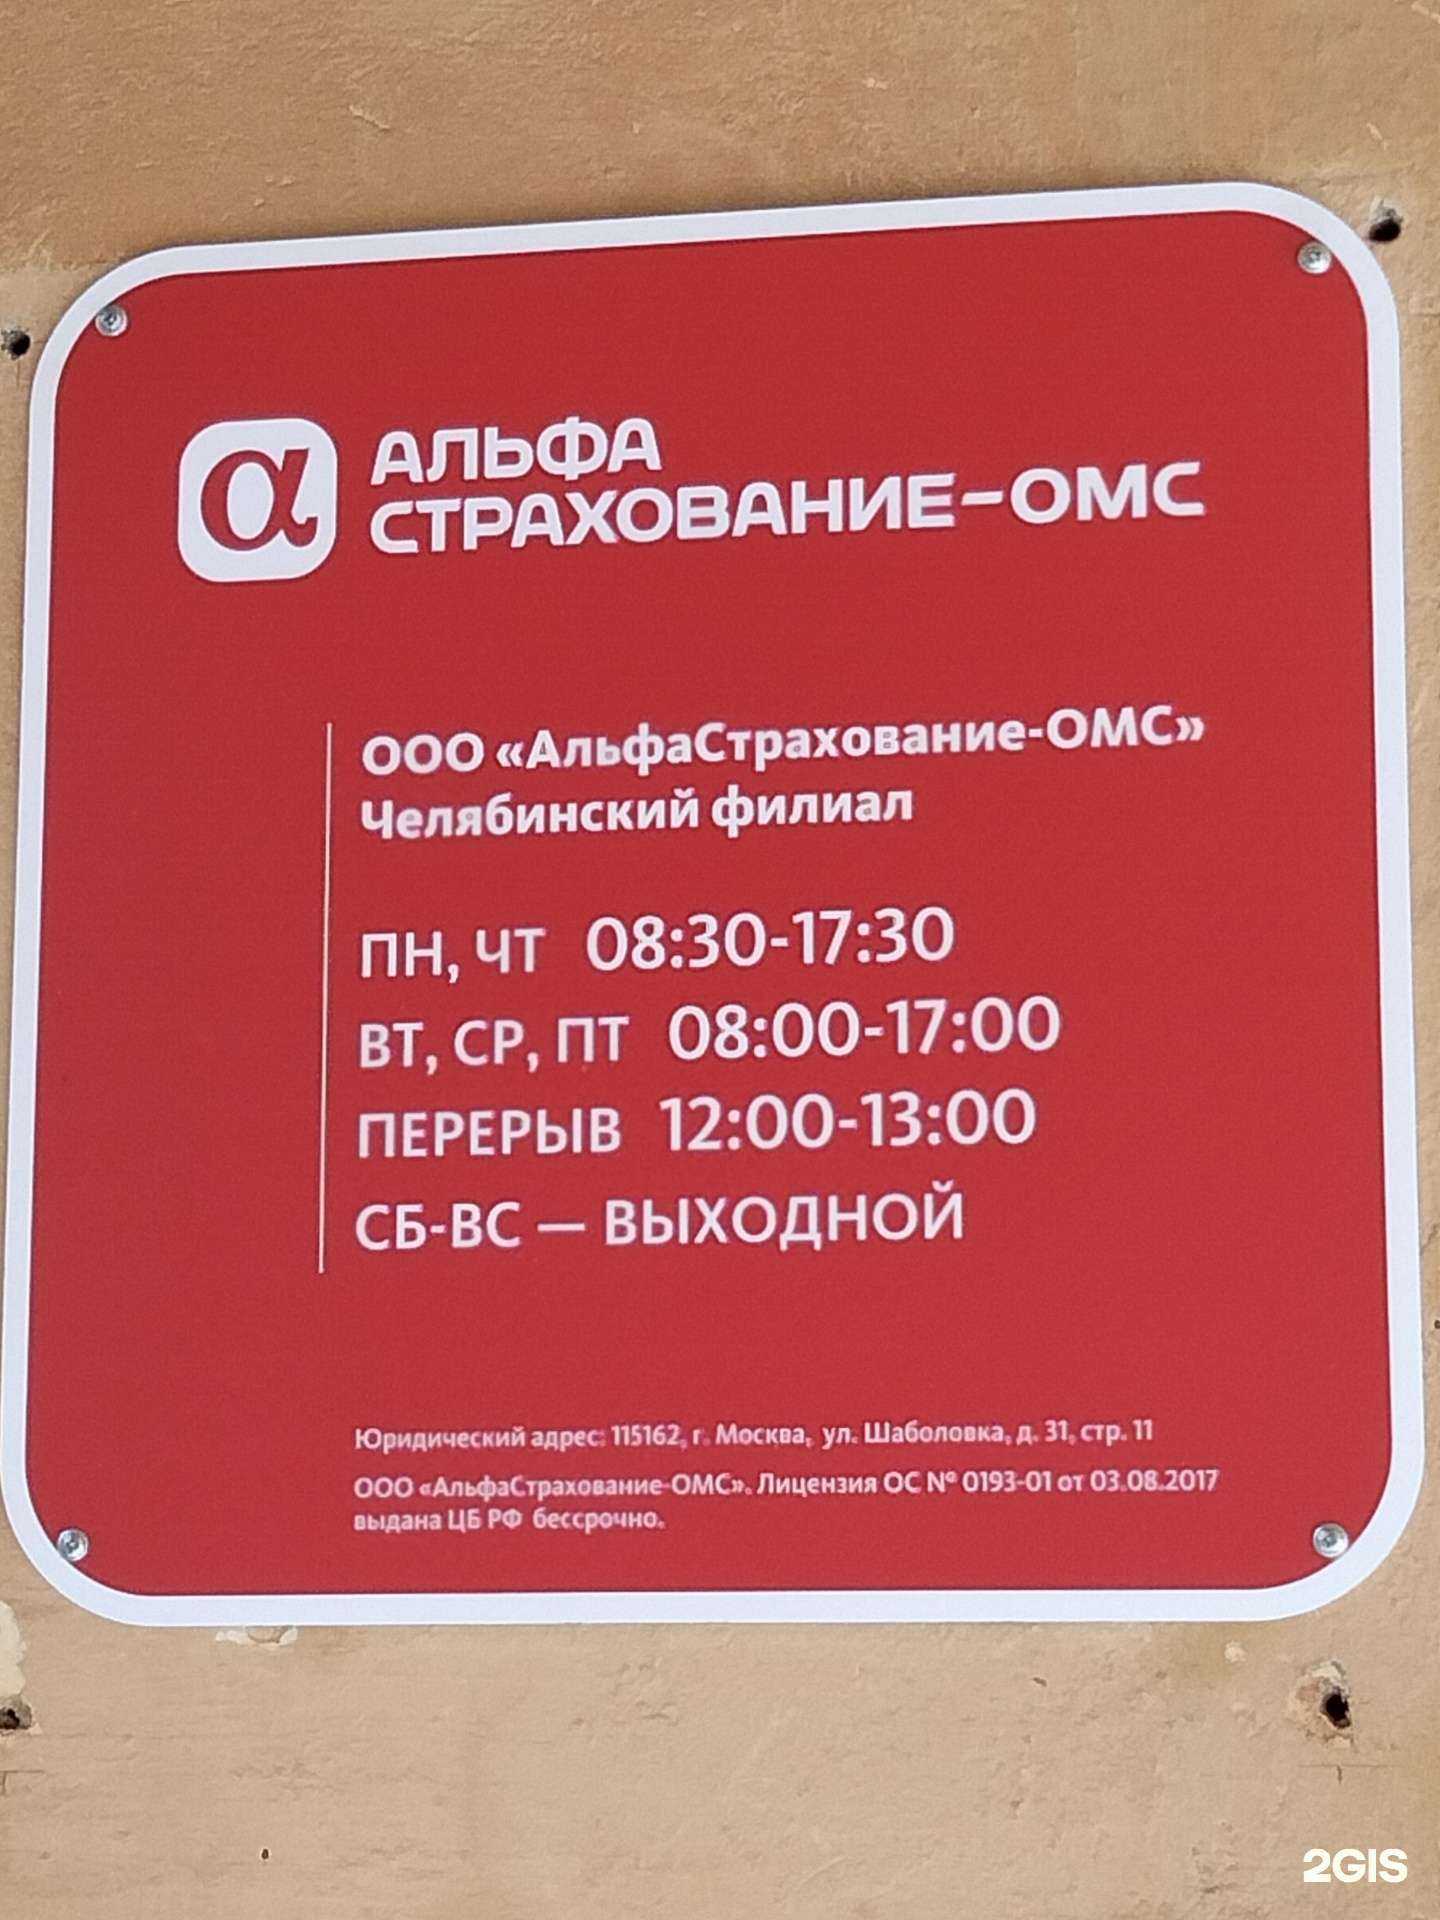 α АЛЬФА
СТРАХОВАНИЕ-ОМС
ООО «АльфаСтрахование-ОМС»
Челябинский филиал
ПН, ЧТ 08:30-17:30
ВТ, СР, ПТ 08:00-17:00
ПЕРЕРЫВ 12:00-13:00
СБ-ВС — ВЫХОДНОЙ
Юридический адрес: 115162, г. Москва, ул. Шаболовка, д. 31, стр. 11
ООО «АльфаСтрахование-ОМС». Лицензия ОС № 0193-01 от 03.08.2017
выдана ЦБ РФ бессрочно.
2GIS